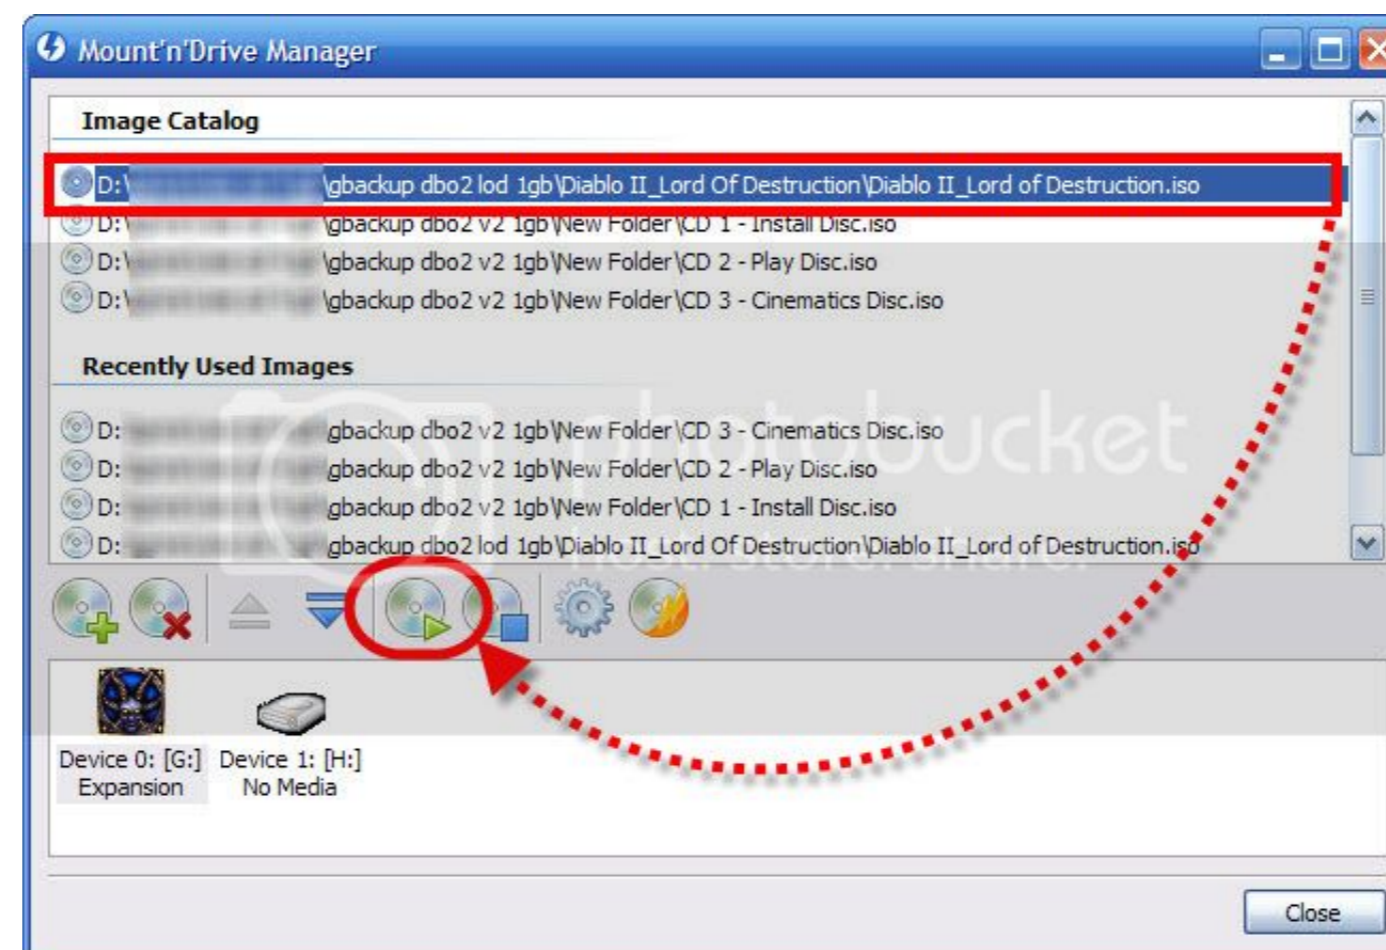 Mount'n'Drive Manager
Image Catalog
D:\ \gbackup dbo2 lod 1gb\Diablo II_Lord Of Destruction\Diablo II_Lord of Destruction.iso
D:\ \gbackup dbo2 v2 1gb\New Folder\CD 1 - Install Disc.iso
D:\ \gbackup dbo2 v2 1gb\New Folder\CD 2 - Play Disc.iso
D:\ \gbackup dbo2 v2 1gb\New Folder\CD 3 - Cinematics Disc.iso
Recently Used Images
D: \gbackup dbo2 v2 1gb\New Folder\CD 3 - Cinematics Disc.iso
D: \gbackup dbo2 v2 1gb\New Folder\CD 2 - Play Disc.iso
D: \gbackup dbo2 v2 1gb\New Folder\CD 1 - Install Disc.iso
D: \gbackup dbo2 lod 1gb\Diablo II_Lord Of Destruction\Diablo II_Lord of Destruction.iso
photobucket
host. store. share.
Device 0: [G:] Device 1: [H:]
Expansion No Media
Close